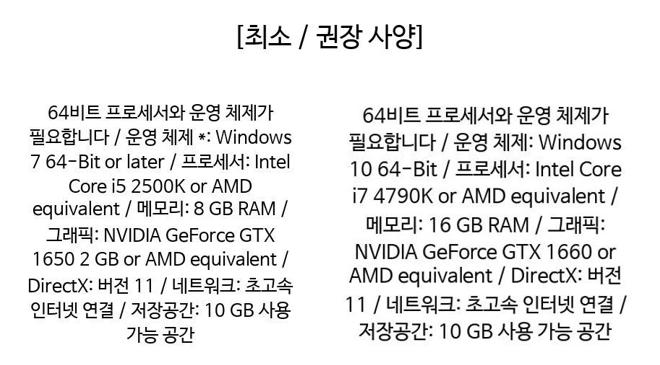 [최소 / 권장 사양]
64비트 프로세서와 운영 체제가
필요합니다 / 운영 체제 *: Windows
7 64-Bit or later / 프로세서: Intel
Core i5 2500K or AMD
equivalent / 메모리: 8 GB RAM /
그래픽: NVIDIA GeForce GTX
1650 2 GB or AMD equivalent /
DirectX: 버전 11 / 네트워크: 초고속
인터넷 연결 / 저장공간: 10 GB 사용
가능 공간
64비트 프로세서와 운영 체제가
필요합니다 / 운영 체제: Windows
10 64-Bit / 프로세서: Intel Core
i7 4790K or AMD equivalent /
메모리: 16 GB RAM / 그래픽:
NVIDIA GeForce GTX 1660 or
AMD equivalent / DirectX: 버전
11 / 네트워크: 초고속 인터넷 연결 /
저장공간: 10 GB 사용 가능 공간